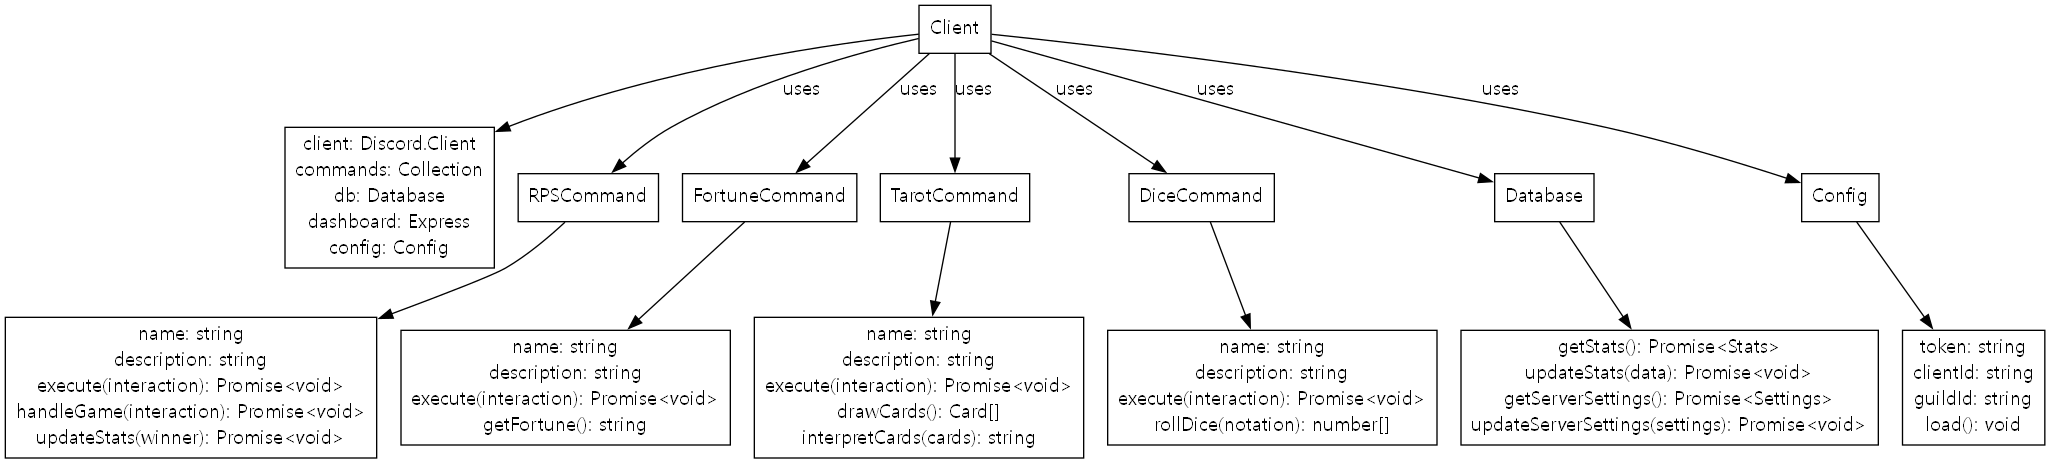 Client
uses
uses
uses
uses
uses
uses
client: Discord.Client
commands: Collection
db: Database
dashboard: Express
config: Config
RPSCommand
FortuneCommand
TarotCommand
DiceCommand
Database
Config
name: string
description: string
execute(interaction): Promise<void>
handleGame(interaction): Promise<void>
updateStats(winner): Promise<void>
name: string
description: string
execute(interaction): Promise<void>
getFortune(): string
name: string
description: string
execute(interaction): Promise<void>
drawCards(): Card[]
interpretCards(cards): string
name: string
description: string
execute(interaction): Promise<void>
rollDice(notation): number[]
getStats(): Promise<Stats>
updateStats(data): Promise<void>
getServerSettings(): Promise<Settings>
updateServerSettings(settings): Promise<void>
token: string
clientId: string
guildId: string
load(): void